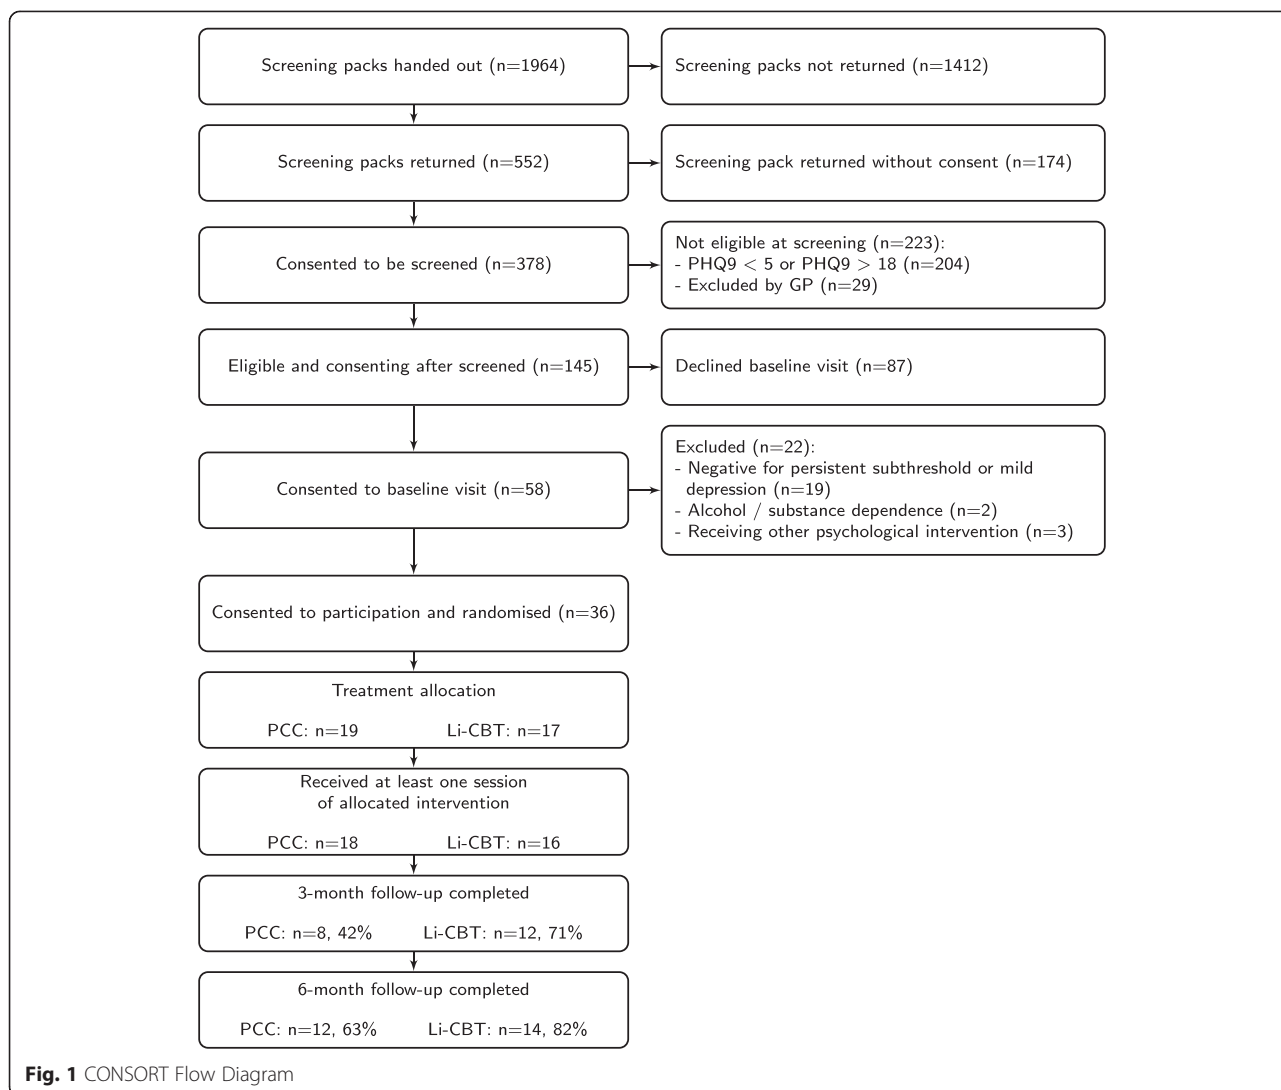 Screening packs handed out (n=1964)
Screening packs not returned (n=1412)
Screening packs returned (n=552)
Screening pack returned without consent (n=174)
Consented to be screened (n=378)
Not eligible at screening (n=223):
- PHQ9 < 5 or PHQ9 > 18 (n=204)
- Excluded by GP (n=29)
Eligible and consenting after screened (n=145)
Declined baseline visit (n=87)
Consented to baseline visit (n=58)
Excluded (n=22):
- Negative for persistent subthreshold or mild
depression (n=19)
- Alcohol / substance dependence (n=2)
- Receiving other psychological intervention (n=3)
Consented to participation and randomised (n=36)
Treatment allocation
PCC: n=19 Li-CBT: n=17
Received at least one session
of allocated intervention
PCC: n=18 Li-CBT: n=16
3-month follow-up completed
PCC: n=8, 42% Li-CBT: n=12, 71%
6-month follow-up completed
PCC: n=12, 63% Li-CBT: n=14, 82%
Fig. 1 CONSORT Flow Diagram